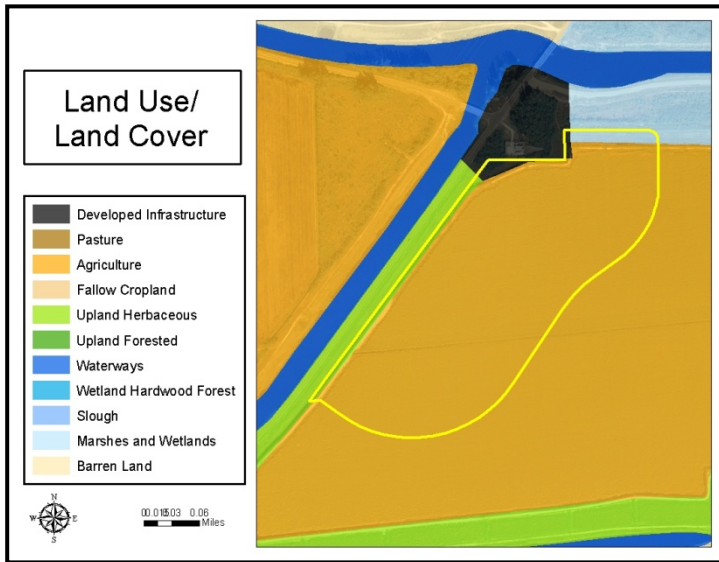 Land Use/
Land Cover
Developed Infrastructure
Pasture
Agriculture
Fallow Cropland
Upland Herbaceous
Upland Forested
Waterways
Wetland Hardwood Forest
Slough
Marshes and Wetlands
Barren Land
N
W
E
S
0.06
Miles